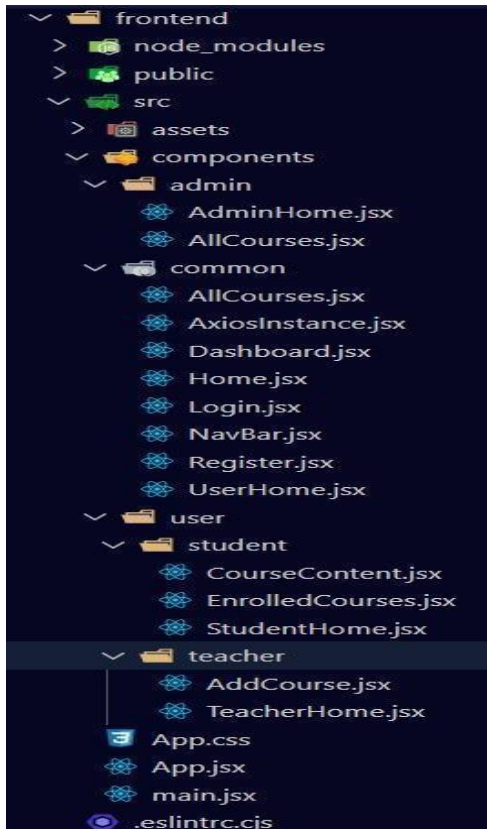 frontend
node_modules
public
src
assets
components
admin
AdminHome.jsx
AllCourses.jsx
common
AllCourses.jsx
AxiosInstance.jsx
Dashboard.jsx
Home.jsx
Login.jsx
NavBar.jsx
Register.jsx
UserHome.jsx
user
student
CourseContent.jsx
EnrolledCourses.jsx
StudentHome.jsx
teacher
AddCourse.jsx
TeacherHome.jsx
App.css
App.jsx
main.jsx
.eslintrc.cjs